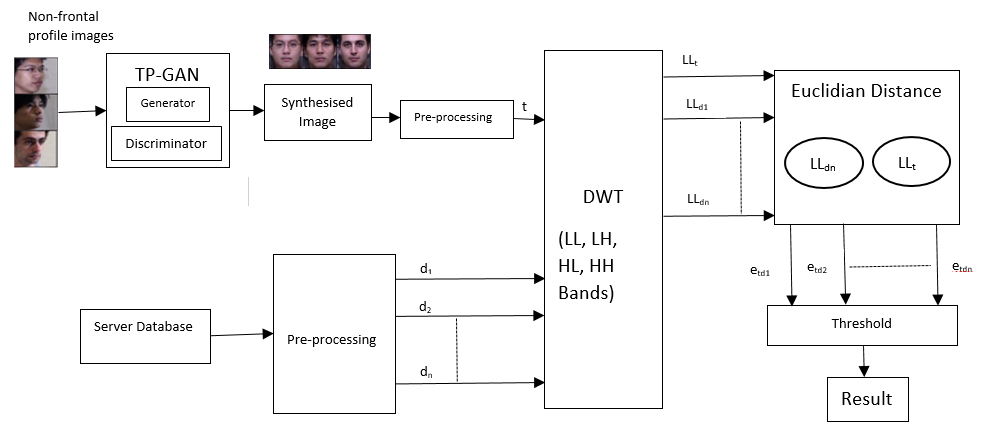 Non-frontal
profile images
TP-GAN
Generator
Discriminator
Synthesised
Image
Pre-processing
t
DWT
(LL, LH,
HL, HH
Bands)
LLt
LLd1
LLdn
Euclidian Distance
LLdn
LLt
etd1
etd2
etdn
Threshold
Result
Server Database
Pre-processing
d1
d2
dn